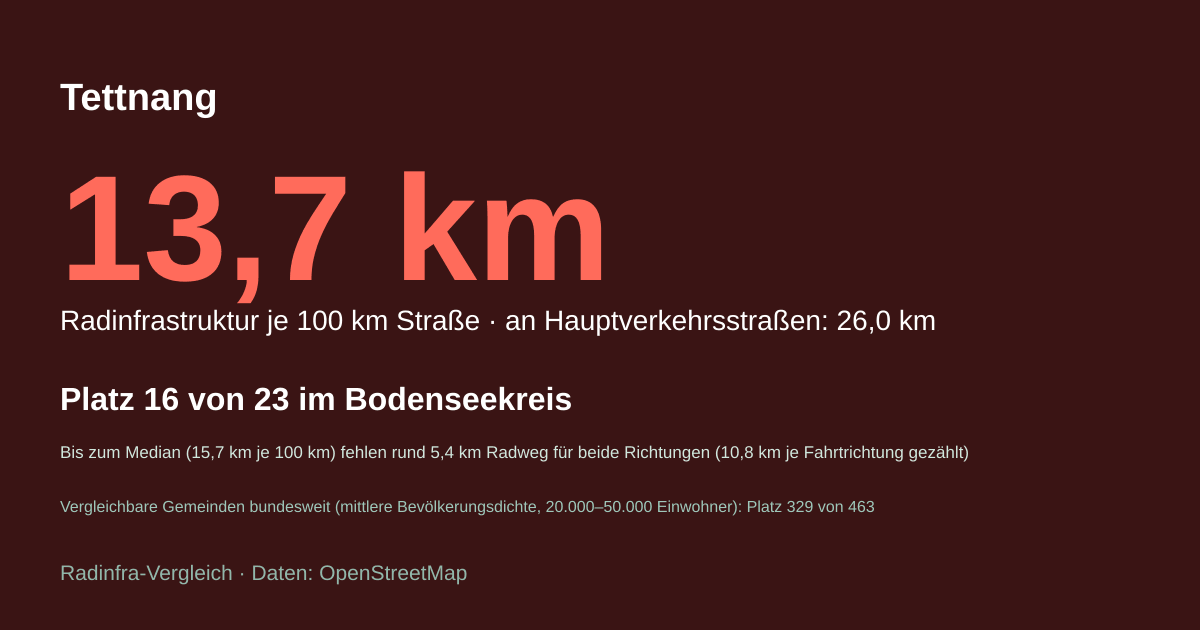 Tettnang
13,7 km
Radinfrastruktur je 100 km Straße · an Hauptverkehrsstraßen: 26,0 km
Platz 16 von 23 im Bodenseekreis
Bis zum Median (15,7 km je 100 km) fehlen rund 5,4 km Radweg für beide Richtungen (10,8 km je Fahrtrichtung gezählt)
Vergleichbare Gemeinden bundesweit (mittlere Bevölkerungsdichte, 20.000–50.000 Einwohner): Platz 329 von 463
Radinfra-Vergleich · Daten: OpenStreetMap